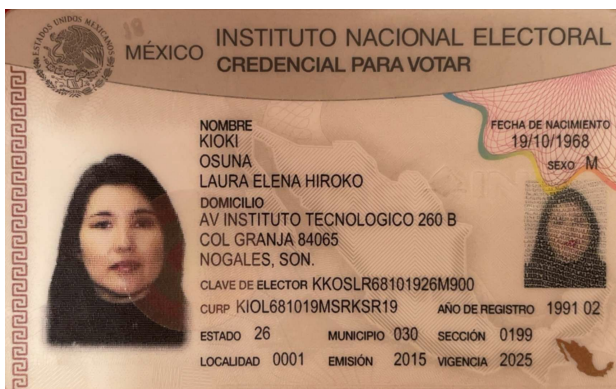 ESTADOS UNIDOS MEXICANOS
MÉXICO
INSTITUTO NACIONAL ELECTORAL
CREDENCIAL PARA VOTAR
NOMBRE
KIOKI
OSUNA
LAURA ELENA HIROKO
FECHA DE NACIMIENTO
19/10/1968
SEXO M
DOMICILIO
AV INSTITUTO TECNOLOGICO 260 B
COL GRANJA 84065
NOGALES, SON.
CLAVE DE ELECTOR KKOSLR68101926M900
CURP KIOL681019MSRKSR19 AÑO DE REGISTRO 1991 02
ESTADO 26 MUNICIPIO 030 SECCIÓN 0199
LOCALIDAD 0001 EMISIÓN 2015 VIGENCIA 2025